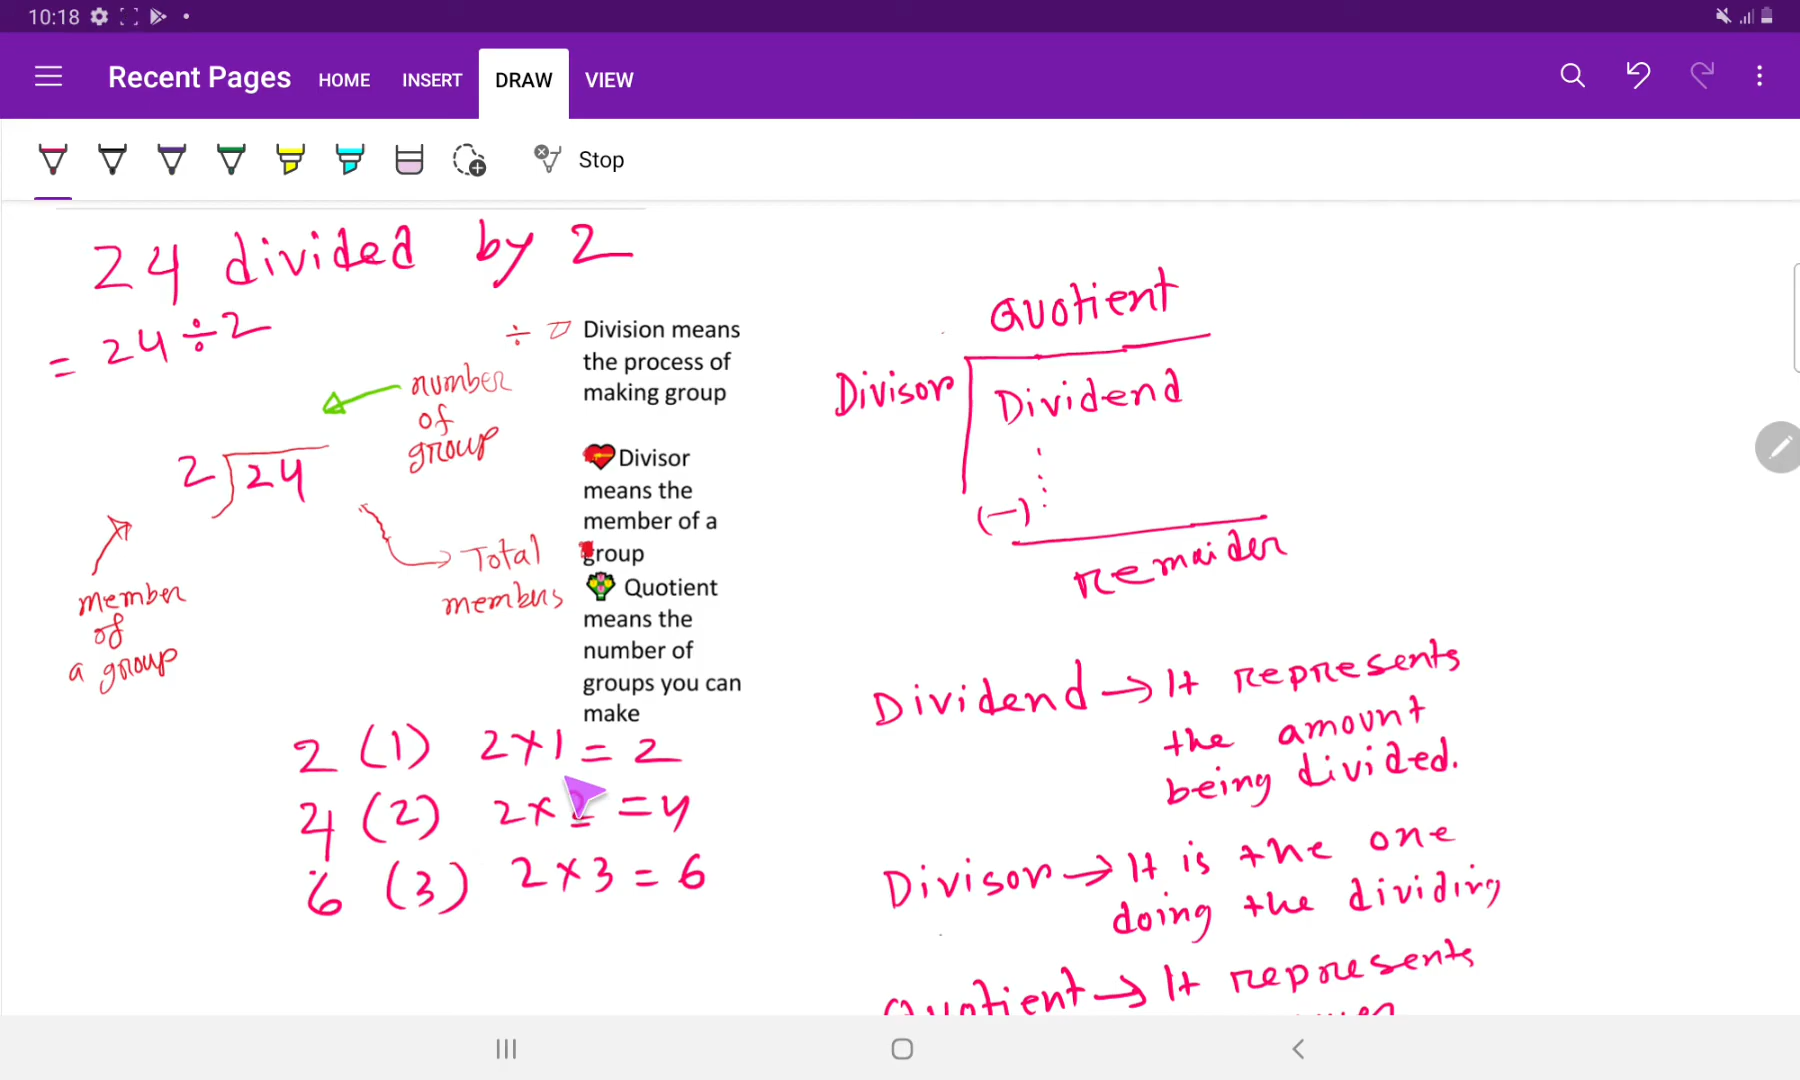 10:18
Recent Pages HOME INSERT DRAW VIEW
Stop
24 divided by 2
= 24 ÷ 2
÷
Division means
the process of
making group
number
of
group
2 24
member
of
a group
Total
members
Divisor
means the
member of a
group
Quotient
means the
number of
groups you can
make
2 (1) 2×1 = 2
4 (2) 2× = 4
6 (3) 2×3 = 6
Quotient
Divisor Dividend
(−)
remaider
Dividend → It represents
the amount
being divided.
Divisor → It is the one
doing the dividing
Quotient → It represents